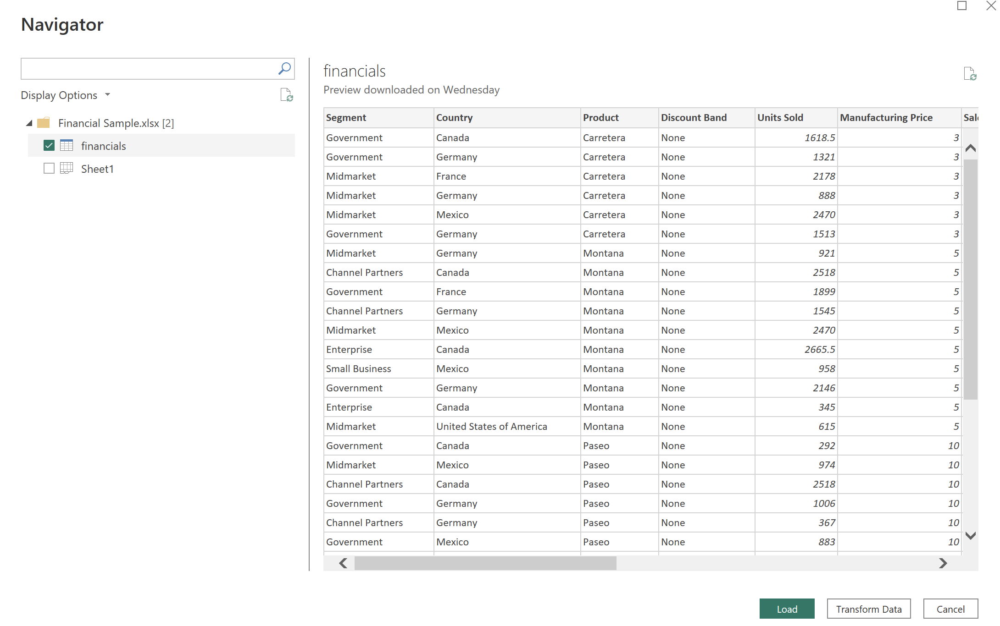 Navigator
Display Options
Financial Sample.xlsx [2]
financials
Sheet1
financials
Preview downloaded on Wednesday
Segment Country Product Discount Band Units Sold Manufacturing Price
Government Canada Carretera None 1618.5 3
Government Germany Carretera None 1321 3
Midmarket France Carretera None 2178 3
Midmarket Germany Carretera None 888 3
Midmarket Mexico Carretera None 2470 3
Government Germany Carretera None 1513 3
Midmarket Germany Montana None 921 5
Channel Partners Canada Montana None 2518 5
Government France Montana None 1899 5
Channel Partners Germany Montana None 1545 5
Midmarket Mexico Montana None 2470 5
Enterprise Canada Montana None 2665.5 5
Small Business Mexico Montana None 958 5
Government Germany Montana None 2146 5
Enterprise Canada Montana None 345 5
Midmarket United States of America Montana None 615 5
Government Canada Paseo None 292 10
Midmarket Mexico Paseo None 974 10
Channel Partners Canada Paseo None 2518 10
Government Germany Paseo None 1006 10
Channel Partners Germany Paseo None 367 10
Government Mexico Paseo None 883 10
Load Transform Data Cancel